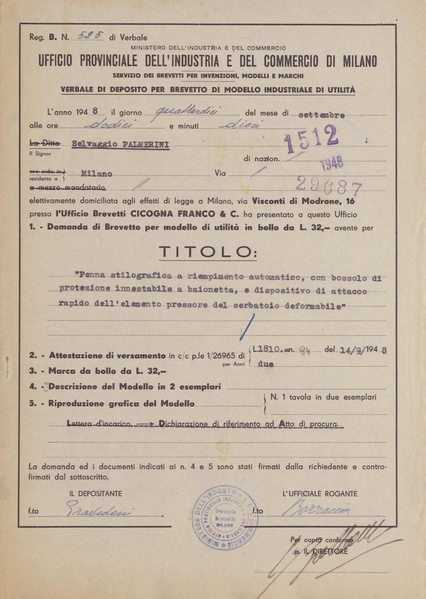 Reg. B. N. 525 di Verbale
MINISTERO DELL'INDUSTRIA E DEL COMMERCIO
UFFICIO PROVINCIALE DELL'INDUSTRIA E DEL COMMERCIO DI MILANO
SERVIZIO DEI BREVETTI PER INVENZIONI, MODELLI E MARCHI
VERBALE DI DEPOSITO PER BREVETTO DI MODELLO INDUSTRIALE DI UTILITÀ
L'anno 194 8 il giorno quattordici del mese di settembre
alle ore dodici e minuti dieci
1512
La Ditta Selvaggio PALMERINI
Il Signor
di nazion.
1948
residente a Milano Via
29687
o mezzo mandatario
elettivamente domiciliata agli effetti di legge a Milano, via Visconti di Modrone, 16
presso l'Ufficio Brevetti CICOGNA FRANCO & C. ha presentato a questo Ufficio
1. - Domanda di Brevetto per modello di utilità in bollo da L. 32,- avente per
TITOLO:
"Penna stilografica a riempimento automatico, con bossolo di
protezione innestabile a baionetta, e dispositivo di attacco
rapido dell'elemento pressore del serbatoio deformabile"
2. - Attestazione di versamento in c/c p.le 1/26965 di L1810.- n. 94 del 14/9/194 8
per Anni due
3. - Marca da bollo da L. 32,-
4. - Descrizione del Modello in 2 esemplari
5. - Riproduzione grafica del Modello N. 1 tavola in due esemplari
Lettera d'incarico Dichiarazione di riferimento ad Atto di procura.
La domanda ed i documenti indicati ai n. 4 e 5 sono stati firmati dalla richiedente e contro-
firmati dal sottoscritto.
IL DEPOSITANTE
L'UFFICIALE ROGANTE
f.to
f.to
Servizio
Brevetti
MILANO
Per copia conforme
p. IL DIRETTORE